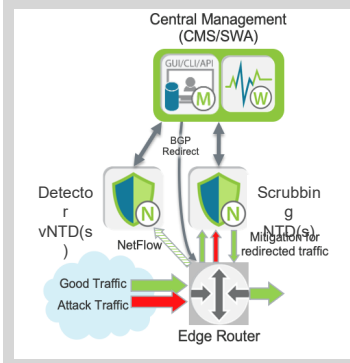 Central Management
(CMS/SWA)
GUI/CLI/API
M
W
BGP
Redirect
Detecto
r
vNTD(s
)
N
N
Scrubbin
g
NTD(s)
Mitigation for
redirected traffic
NetFlow
Good Traffic
Attack Traffic
Edge Router